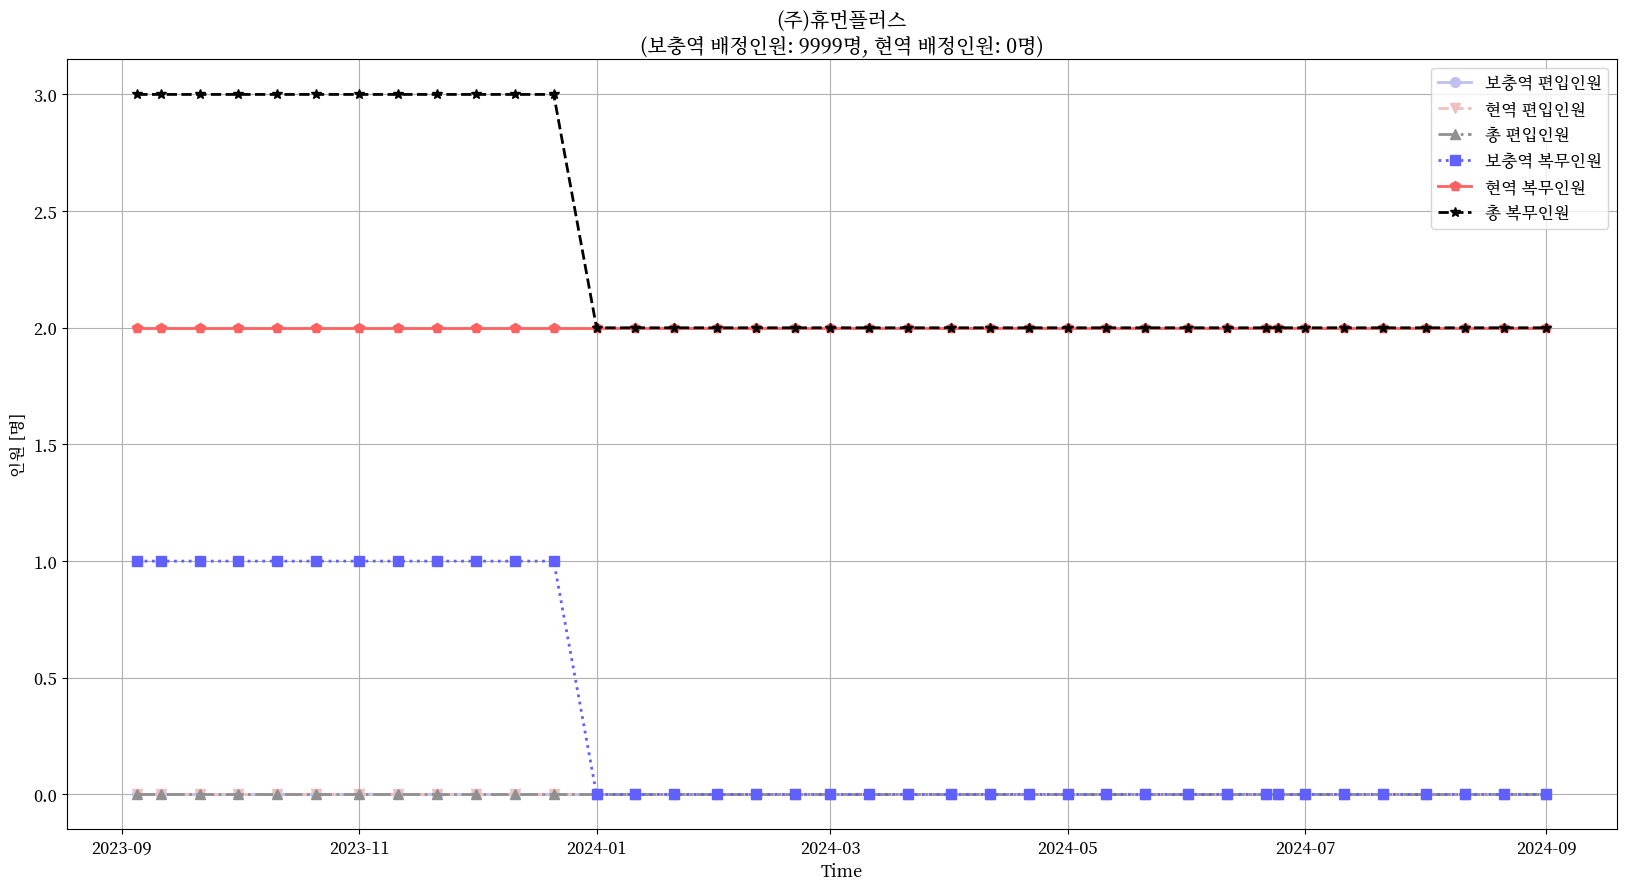 (주)휴먼플러스
(보충역 배정인원: 9999명, 현역 배정인원: 0명)
보충역 편입인원
현역 편입인원
총 편입인원
보충역 복무인원
현역 복무인원
총 복무인원
인원 [명]
3.0
2.5
2.0
1.5
1.0
0.5
0.0
2023-09
2023-11
2024-01
2024-03
2024-05
2024-07
2024-09
Time